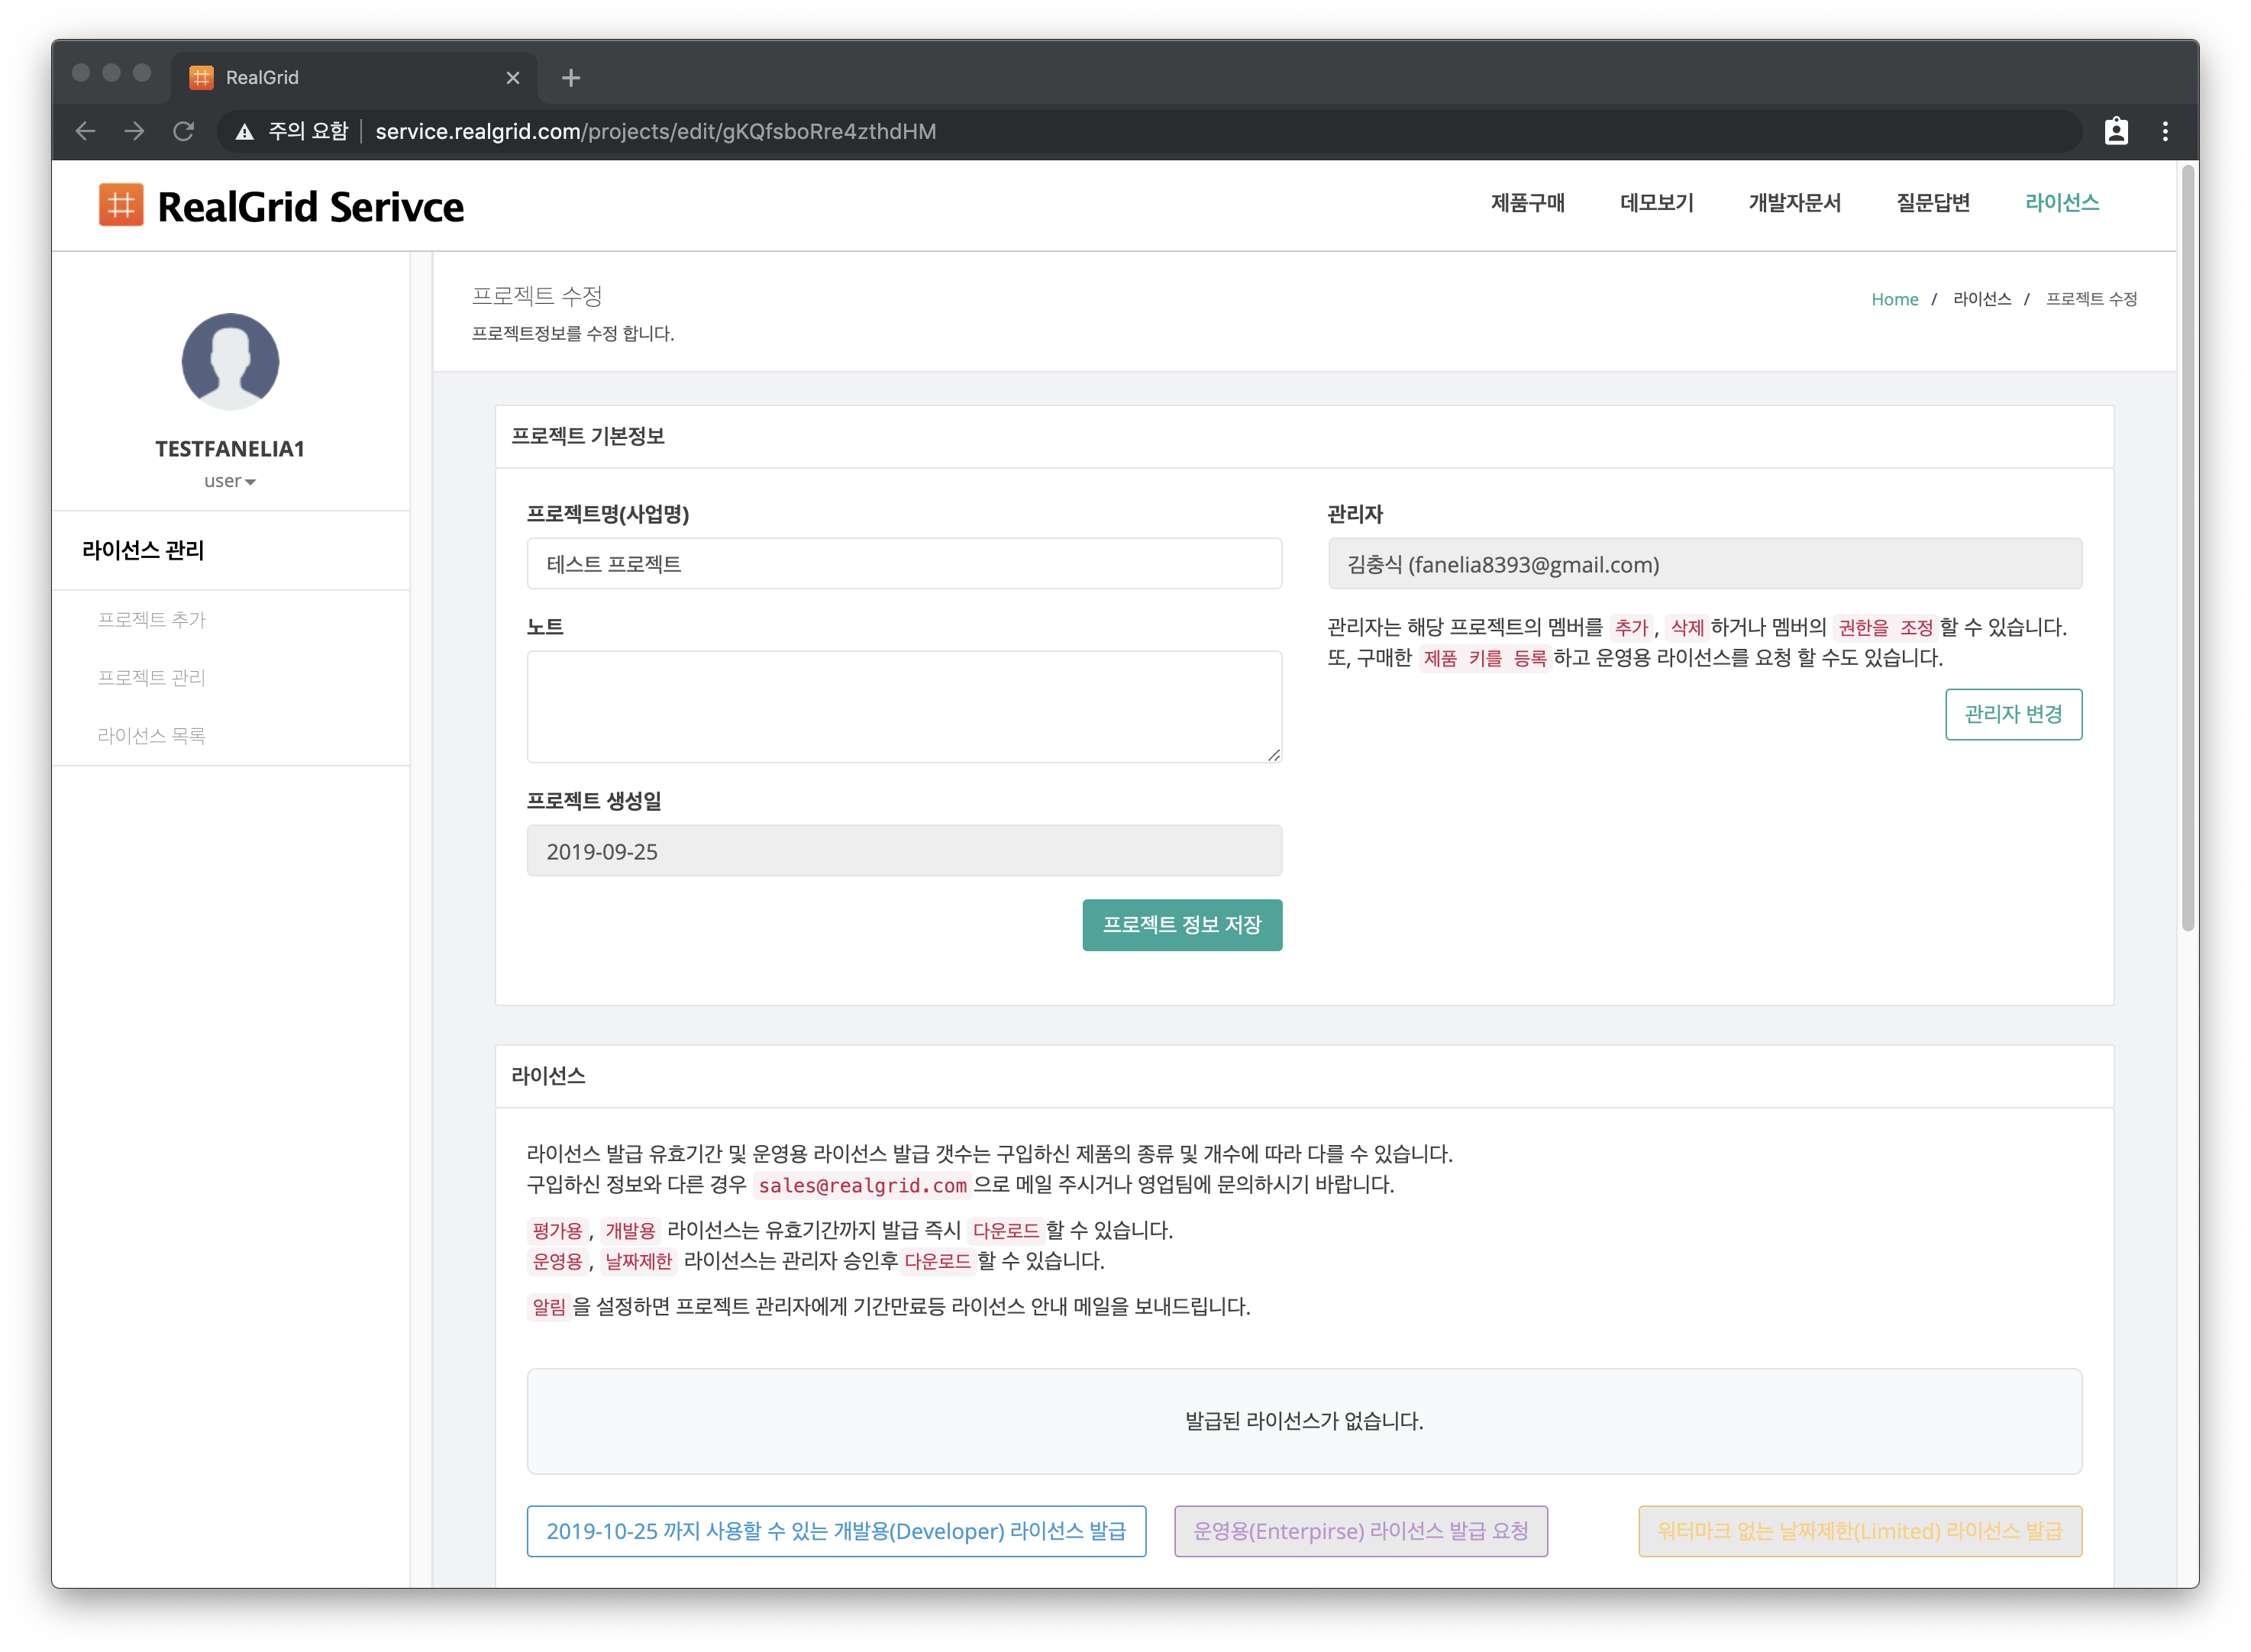 RealGrid
주의 요함 service.realgrid.com/projects/edit/gKQfsboRre4zthdHM
RealGrid Serivce
제품구매 데모보기 개발자문서 질문답변 라이선스
TESTFANELIA1
user
라이선스 관리
프로젝트 추가
프로젝트 관리
라이선스 목록
프로젝트 수정
프로젝트정보를 수정 합니다.
Home / 라이선스 / 프로젝트 수정
프로젝트 기본정보
프로젝트명(사업명)
테스트 프로젝트
노트
프로젝트 생성일
2019-09-25
프로젝트 정보 저장
관리자
김충식 (fanelia8393@gmail.com)
관리자는 해당 프로젝트의 멤버를 추가, 삭제하거나 멤버의 권한을 조정할 수 있습니다.
또, 구매한 제품 키를 등록하고 운영용 라이선스를 요청 할 수도 있습니다.
관리자 변경
라이선스
라이선스 발급 유효기간 및 운영용 라이선스 발급 갯수는 구입하신 제품의 종류 및 개수에 따라 다를 수 있습니다.
구입하신 정보와 다른 경우 sales@realgrid.com으로 메일 주시거나 영업팀에 문의하시기 바랍니다.
평가용, 개발용 라이선스는 유효기간까지 발급 즉시 다운로드할 수 있습니다.
운영용, 날짜제한 라이선스는 관리자 승인후 다운로드할 수 있습니다.
알림을 설정하면 프로젝트 관리자에게 기간만료등 라이선스 안내 메일을 보내드립니다.
발급된 라이선스가 없습니다.
2019-10-25 까지 사용할 수 있는 개발용(Developer) 라이선스 발급
운영용(Enterpirse) 라이선스 발급 요청
워터마크 없는 날짜제한(Limited) 라이선스 발급